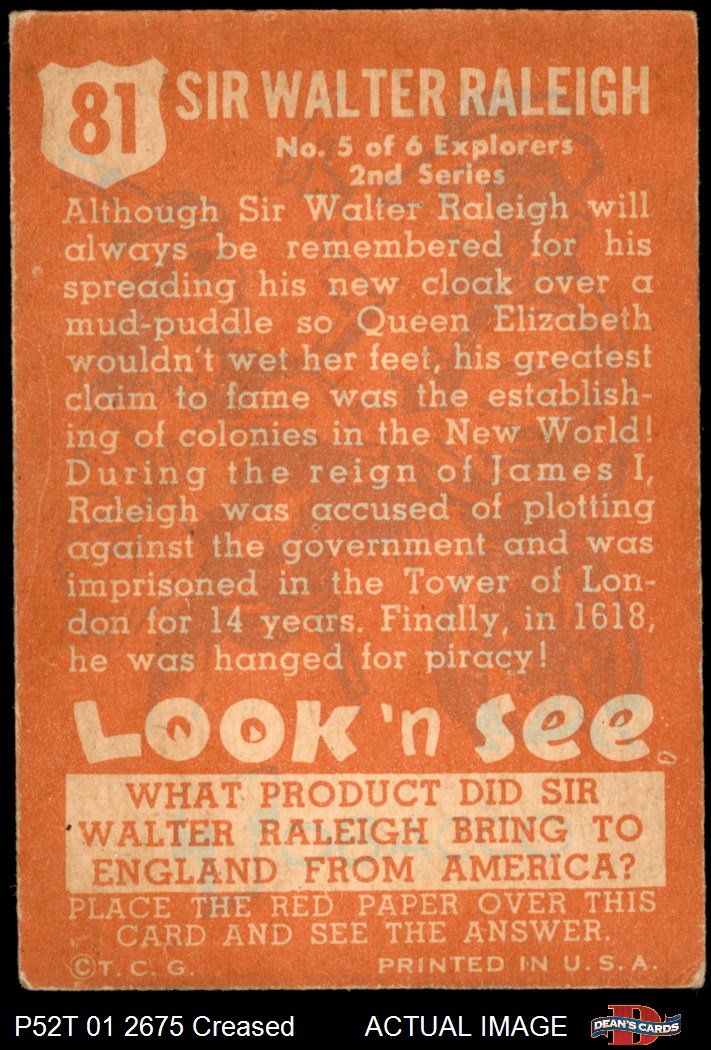 81
SIR WALTER RALEIGH
No. 5 of 6 Explorers
2nd Series
Although Sir Walter Raleigh will
always be remembered for his
spreading his new cloak over a
mud-puddle so Queen Elizabeth
wouldn't wet her feet, his greatest
claim to fame was the establish-
ing of colonies in the New World!
During the reign of James I,
Raleigh was accused of plotting
against the government and was
imprisoned in the Tower of Lon-
don for 14 years. Finally, in 1618,
he was hanged for piracy!
LOOK 'n SEE
WHAT PRODUCT DID SIR
WALTER RALEIGH BRING TO
ENGLAND FROM AMERICA?
TOBACCO
PLACE THE RED PAPER OVER THIS
CARD AND SEE THE ANSWER.
©T. C. G. PRINTED IN U. S. A.
P52T 01 2675 Creased ACTUAL IMAGE
D
DEAN'S CARDS